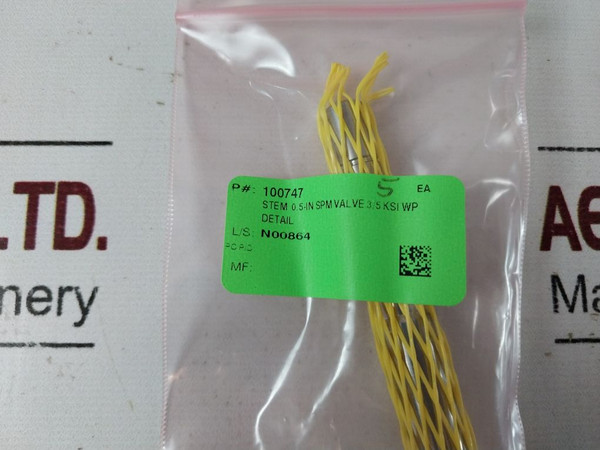 P#: 100747 5 EA
STEM 0.5-IN SPM VALVE 3/5 KSI WP
DETAIL
L/S: N00864
MF:
.LTD.
nery
AO
Ma